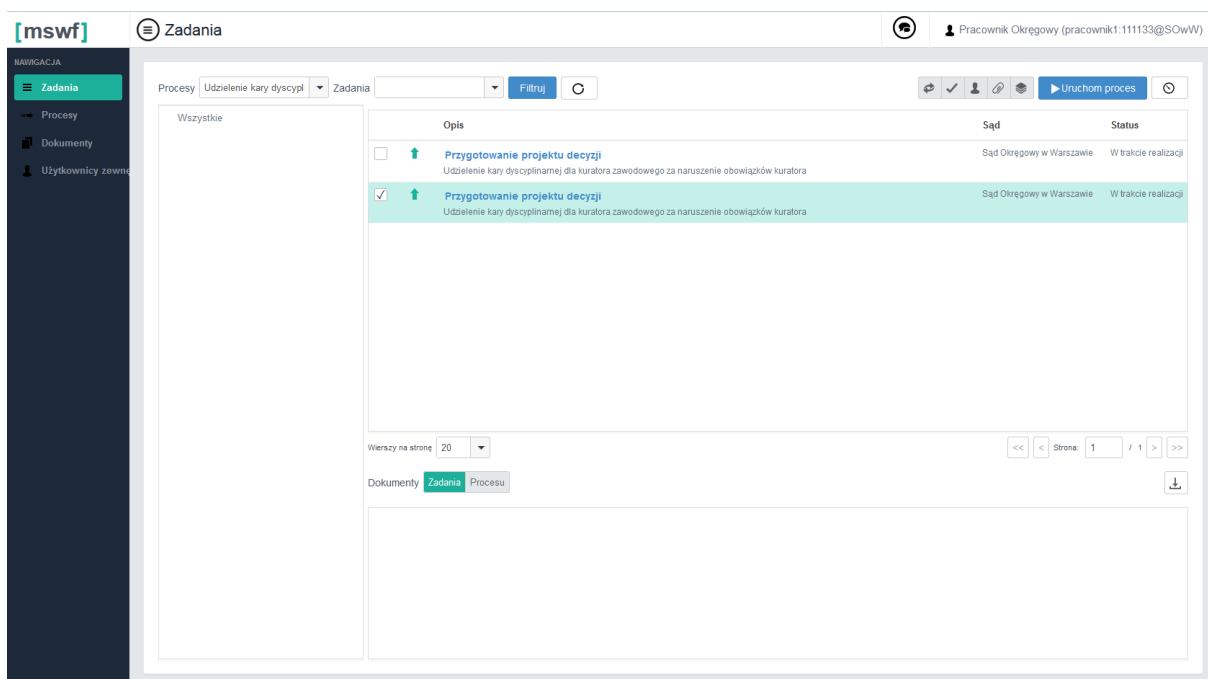 [mswf]
Zadania
Pracownik Okręgowy (pracownik1:111133@SOwW)
NAWIGACJA
Zadania
Procesy
Dokumenty
Użytkownicy zewnę
Procesy Udzielenie kary dyscypl Zadania Filtruj
Uruchom proces
Wszystkie
Opis Sąd Status
Przygotowanie projektu decyzji Sąd Okręgowy w Warszawie W trakcie realizacji
Udzielenie kary dyscyplinarnej dla kuratora zawodowego za naruszenie obowiązków kuratora
Przygotowanie projektu decyzji Sąd Okręgowy w Warszawie W trakcie realizacji
Udzielenie kary dyscyplinarnej dla kuratora zawodowego za naruszenie obowiązków kuratora
Wierszy na stronę 20 << < Strona: 1 / 1 > >>
Dokumenty Zadania Procesu